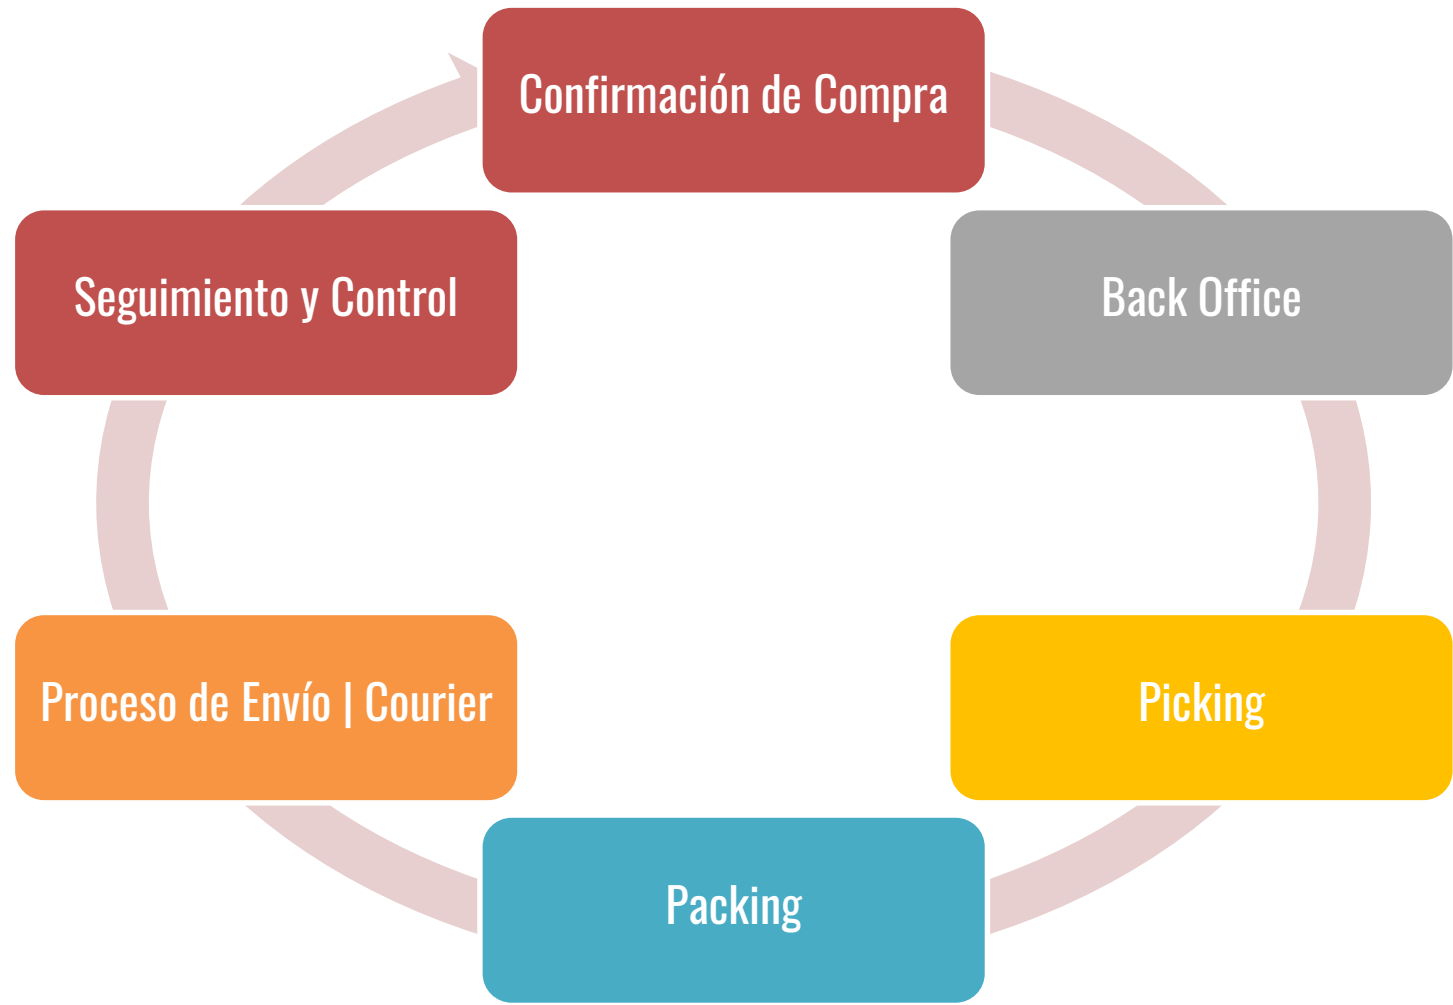 Confirmación de Compra
Back Office
Picking
Packing
Proceso de Envío | Courier
Seguimiento y Control